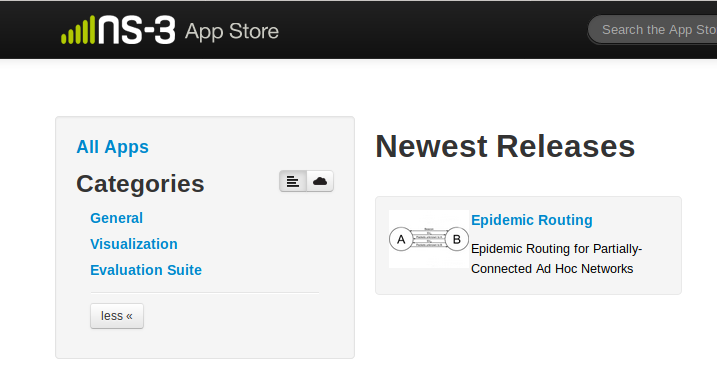 NS-3 App Store
Search the App Sto
All Apps
Categories
General
Visualization
Evaluation Suite
less «
Newest Releases
A
B
Epidemic Routing
Epidemic Routing for Partially-
Connected Ad Hoc Networks